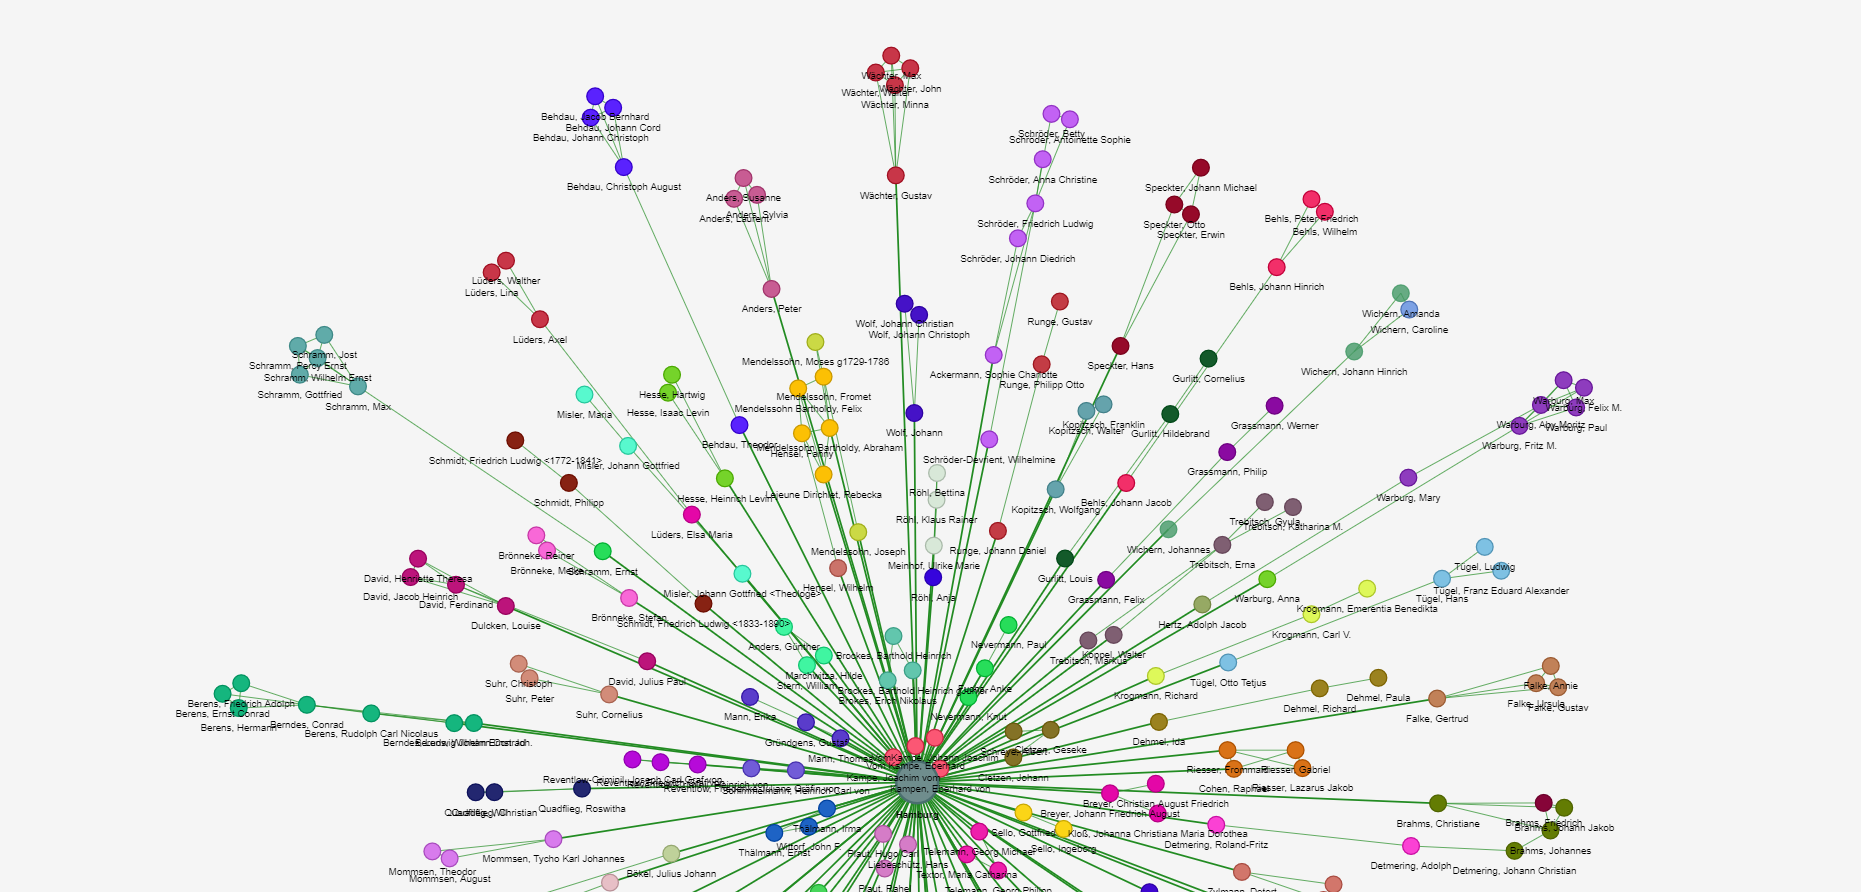 Wächter, Max
Wächter, John
Wächter, Walter
Wächter, Minna
Behdau, Jacob Bernhard
Behdau, Johann Cord
Behdau, Johann Christoph
Schröder, Betty
Schröder, Antoinette Sophie
Behdau, Christoph August
Schröder, Anna Christine
Speckter, Johann Michael
Anders, Susanne
Wächter, Gustav
Anders, Sylvia
Anders, Laurent
Schröder, Friedrich Ludwig
Speckter, Otto
Speckter, Erwin
Behls, Peter Friedrich
Behls, Wilhelm
Schröder, Johann Diedrich
Lüders, Walther
Lüders, Lina
Behls, Johann Hinrich
Anders, Peter
Wolf, Johann Christian
Wolf, Johann Christoph
Runge, Gustav
Wichern, Amanda
Wichern, Caroline
Lüders, Axel
Schramm, Jost
Schramm, Percy Ernst
Schramm, Wilhelm Ernst
Schramm, Gottfried
Schramm, Max
Mendelssohn, Moses g1729-1786
Speckter, Hans
Ackermann, Sophie Charlotte
Runge, Philipp Otto
Gurlitt, Cornelius
Wichern, Johann Hinrich
Hesse, Hartwig
Hesse, Isaac Levin
Misler, Maria
Mendelssohn, Fromet
Mendelssohn Bartholdy, Felix
Warburg, Max
Warburg, Felix M.
Warburg, Aby Moritz
Warburg, Paul
Warburg, Fritz M.
Behdau, Theodor
Mendelssohn Bartholdy, Abraham
Hensel, Fanny
Wolf, Johann
Kopitzsch, Franklin
Kopitzsch, Walter
Gurlitt, Hildebrand
Grassmann, Werner
Schmidt, Friedrich Ludwig <1772-1841>
Misler, Johann Gottfried
Schröder-Devrient, Wilhelmine
Grassmann, Philip
Schmidt, Philipp
Hesse, Heinrich Levin
Lejeune Dirichlet, Rebecka
Röhl, Bettina
Röhl, Klaus Rainer
Kopitzsch, Wolfgang
Behls, Johann Jacob
Warburg, Mary
Trebitsch, Gyula
Trebitsch, Katharina M.
Lüders, Elsa Maria
Mendelssohn, Joseph
Runge, Johann Daniel
Wichern, Johannes
Trebitsch, Erna
Brönneke, Reiner
Brönneke, Meike
Schramm, Ernst
Meinhof, Ulrike Marie
Gurlitt, Louis
Tügel, Ludwig
Tügel, Franz Eduard Alexander
Tügel, Hans
David, Henriette Theresa
David, Jacob Heinrich
David, Ferdinand
Misler, Johann Gottfried <Theologe>
Hensel, Wilhelm
Röhl, Anja
Grassmann, Felix
Warburg, Anna
Krogmann, Emerentia Benedikta
Dulcken, Louise
Brönneke, Stefan
Schmidt, Friedrich Ludwig <1833-1890>
Hertz, Adolph Jacob
Krogmann, Carl V.
Anders, Günther
Brockes, Barthold Heinrich
Nevermann, Paul
Koppel, Walter
Trebitsch, Markus
Marchwitza, Hilde
Stern, William
Suhr, Christoph
Suhr, Peter
David, Julius Paul
Brokes, Erich Nikolaus
Krogmann, Richard
Tügel, Otto Tetjus
Dehmel, Paula
Dehmel, Richard
Falke, Annie
Falke, Ursula
Falke, Gustav
Falke, Gertrud
Berens, Friedrich Adolph
Berens, Ernst Conrad
Berens, Hermann
Berndes, Conrad
Berens, Rudolph Carl Nicolaus
Suhr, Cornelius
Mann, Erika
Nevermann, Knut
Gründgens, Gustaf
Mann, Thomas
Cletzen, Geseke
Cletzen, Johann
Dehmel, Ida
Kampe, Joachim vom
Kampen, Eberhard von
Riesser, Gabriel
Riesser, Lazarus Jakob
Cohen, Raphael
Quadflieg, Christian
Quadflieg, Roswitha
Hamburg
Breyer, Christian August Friedrich
Breyer, Johann Friedrich August
Brahms, Christiane
Brahms, Friedrich
Brahms, Johann Jakob
Brahms, Johannes
Thälmann, Irma
Wittorf, John F.
Thälmann, Ernst
Sello, Gottfried
Sello, Ingeborg
Kloß, Johanna Christiana Maria Dorothea
Detmering, Roland-Fritz
Mommsen, Tycho Karl Johannes
Mommsen, Theodor
Mommsen, August
Plaut, Hugo Carl
Liebeschütz, Hans
Telemann, Georg Michael
Textor, Maria Catharina
Detmering, Adolph
Detmering, Johann Christian
Bökel, Julius Johann
Plaut, Rahel
Telemann, Georg Philipp